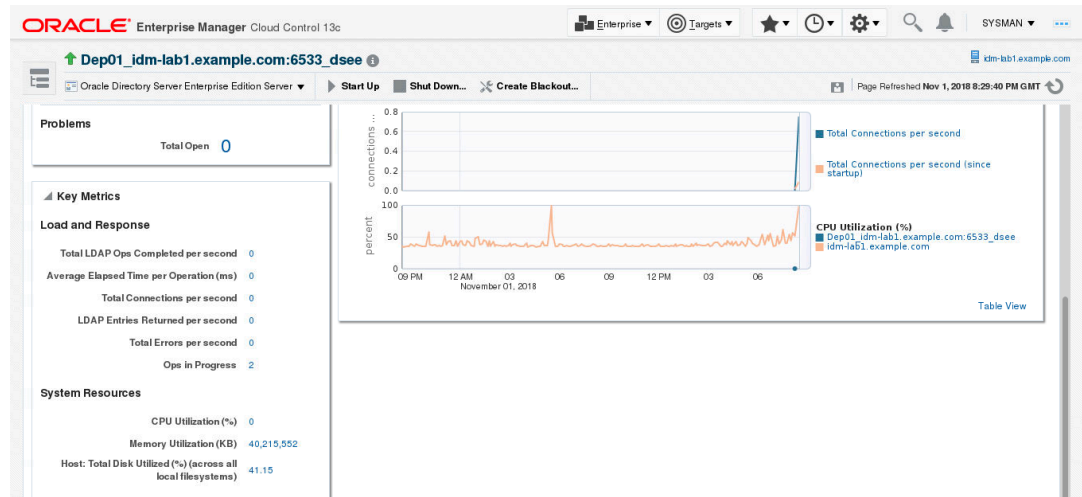 ORACLE® Enterprise Manager Cloud Control 13c
Enterprise ▼ Targets ▼ SYSMAN ▼
Dep01_idm-lab1.example.com:6533_dsee
idm-lab1.example.com
Oracle Directory Server Enterprise Edition Server ▼ Start Up Shut Down... Create Blackout... Page Refreshed Nov 1, 2018 8:29:40 PM GMT
Problems
Total Open 0
Key Metrics
Load and Response
Total LDAP Ops Completed per second 0
Average Elapsed Time per Operation (ms) 0
Total Connections per second 0
LDAP Entries Returned per second 0
Total Errors per second 0
Ops in Progress 2
System Resources
CPU Utilization (%) 0
Memory Utilization (KB) 40,215,552
Host: Total Disk Utilized (%) (across all
local filesystems) 41.15
connections ...
0.8
0.6
0.4
0.2
0.0
Total Connections per second
Total Connections per second (since
startup)
percent
100
50
0
09 PM 12 AM 03 06 09 12 PM 03 06
November 01, 2018
CPU Utilization (%)
Dep01_idm-lab1.example.com:6533_dsee
idm-lab1.example.com
Table View